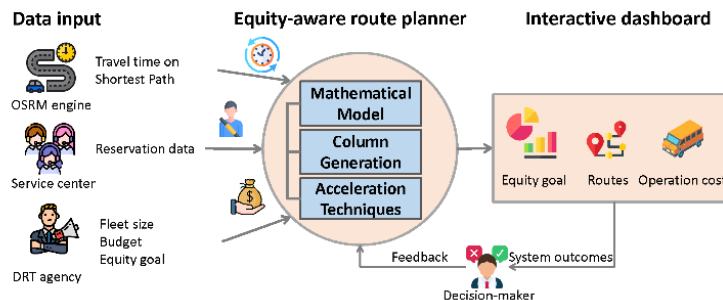 Data input
Equity-aware route planner
Interactive dashboard
Travel time on
Shortest Path
OSRM engine
Reservation data
Service center
Fleet size
Budget
Equity goal
DRT agency
Mathematical
Model
Column
Generation
Acceleration
Techniques
Equity goal
Routes
Operation cost
Feedback
System outcomes
Decision-maker